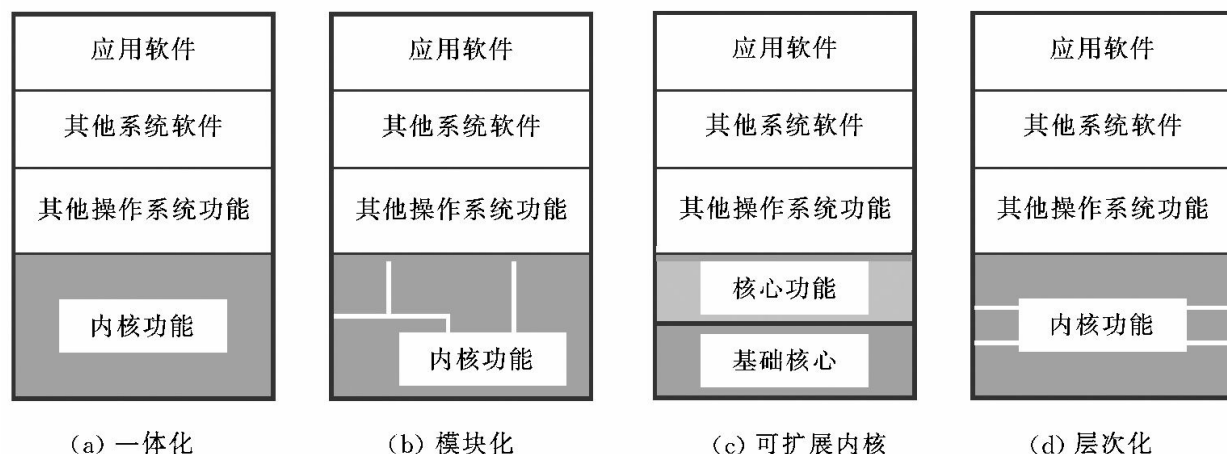 应用软件
其他系统软件
其他操作系统功能
内核功能
(a) 一体化
应用软件
其他系统软件
其他操作系统功能
内核功能
(b) 模块化
应用软件
其他系统软件
其他操作系统功能
核心功能
基础核心
(c) 可扩展内核
应用软件
其他系统软件
其他操作系统功能
内核功能
(d) 层次化